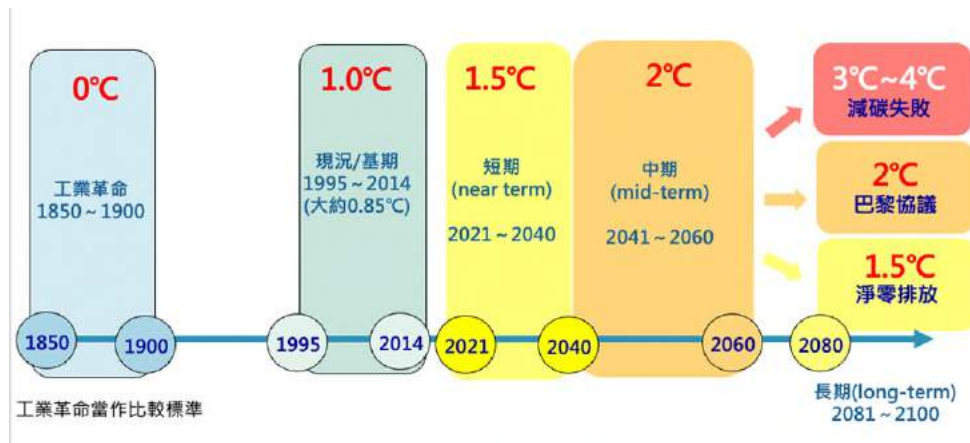 0℃
工業革命
1850～1900
1.0℃
現況/基期
1995～2014
(大約0.85℃)
1.5℃
短期
(near term)
2021～2040
2℃
中期
(mid-term)
2041～2060
3℃~4℃
減碳失敗
2℃
巴黎協議
1.5℃
淨零排放
1850
1900
1995
2014
2021
2040
2060
2080
工業革命當作比較標準
長期(long-term)
2081～2100